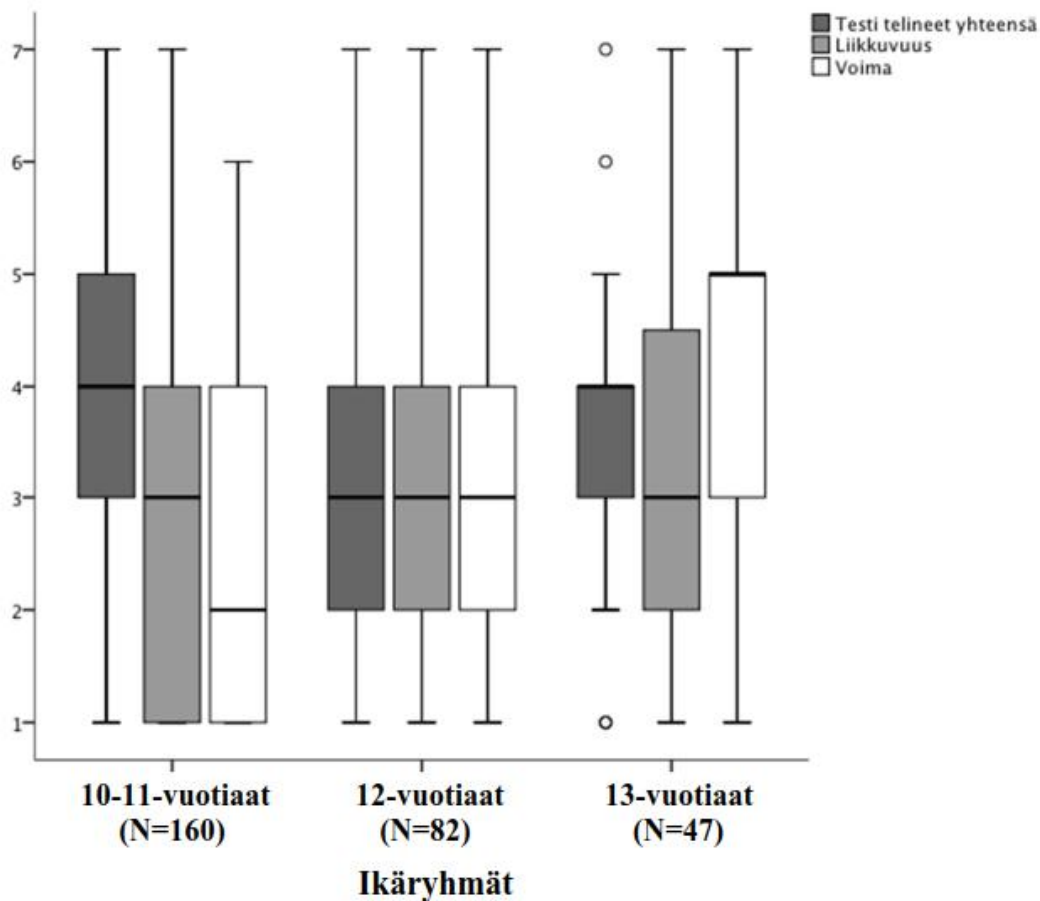 Testi telineet yhteensä
Liikkuvuus
Voima
7
6
5
4
3
2
1
10-11-vuotiaat
(N=160)
12-vuotiaat
(N=82)
13-vuotiaat
(N=47)
Ikäryhmät